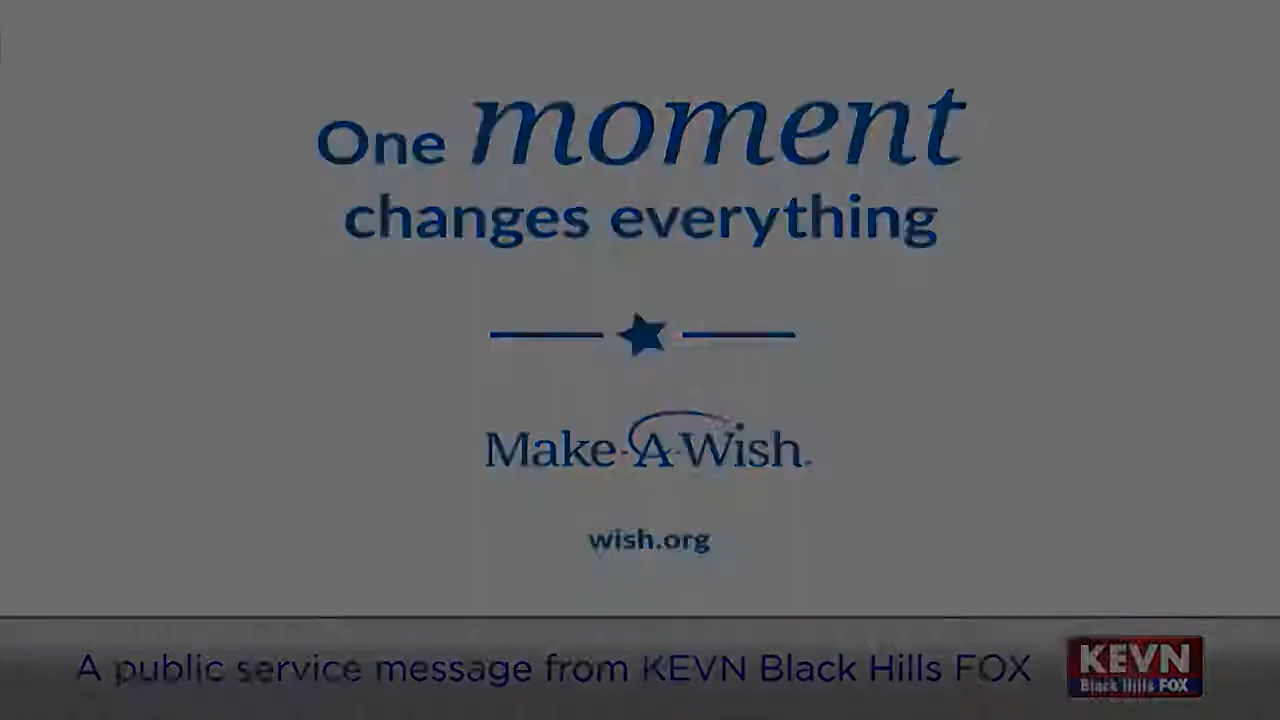 One moment
changes everything
Make-A-Wish.
wish.org
A public service message from KEVN Black Hills FOX
KEVN
Black Hills FOX